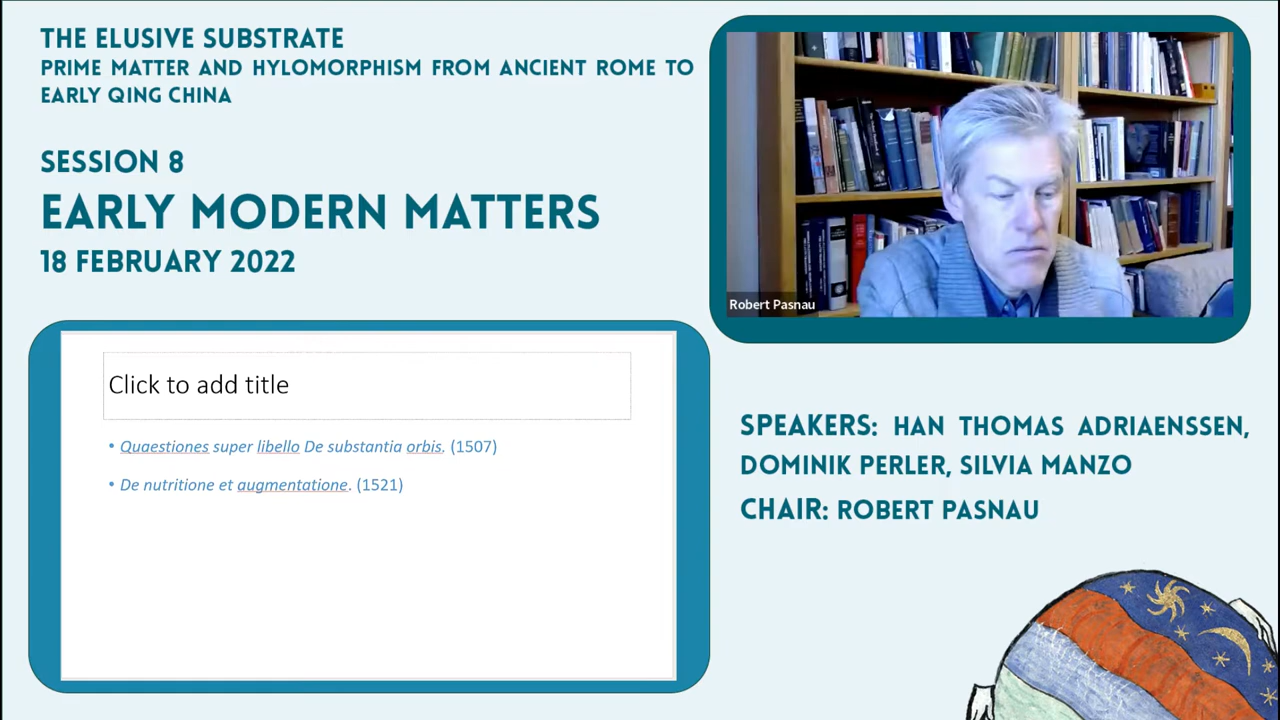 THE ELUSIVE SUBSTRATE
PRIME MATTER AND HYLOMORPHISM FROM ANCIENT ROME TO
EARLY QING CHINA
SESSION 8
EARLY MODERN MATTERS
18 FEBRUARY 2022
Robert Pasnau
Click to add title
• Quaestiones super libello De substantia orbis. (1507)
• De nutritione et augmentatione. (1521)
SPEAKERS: HAN THOMAS ADRIAENSSEN,
DOMINIK PERLER, SILVIA MANZO
CHAIR: ROBERT PASNAU